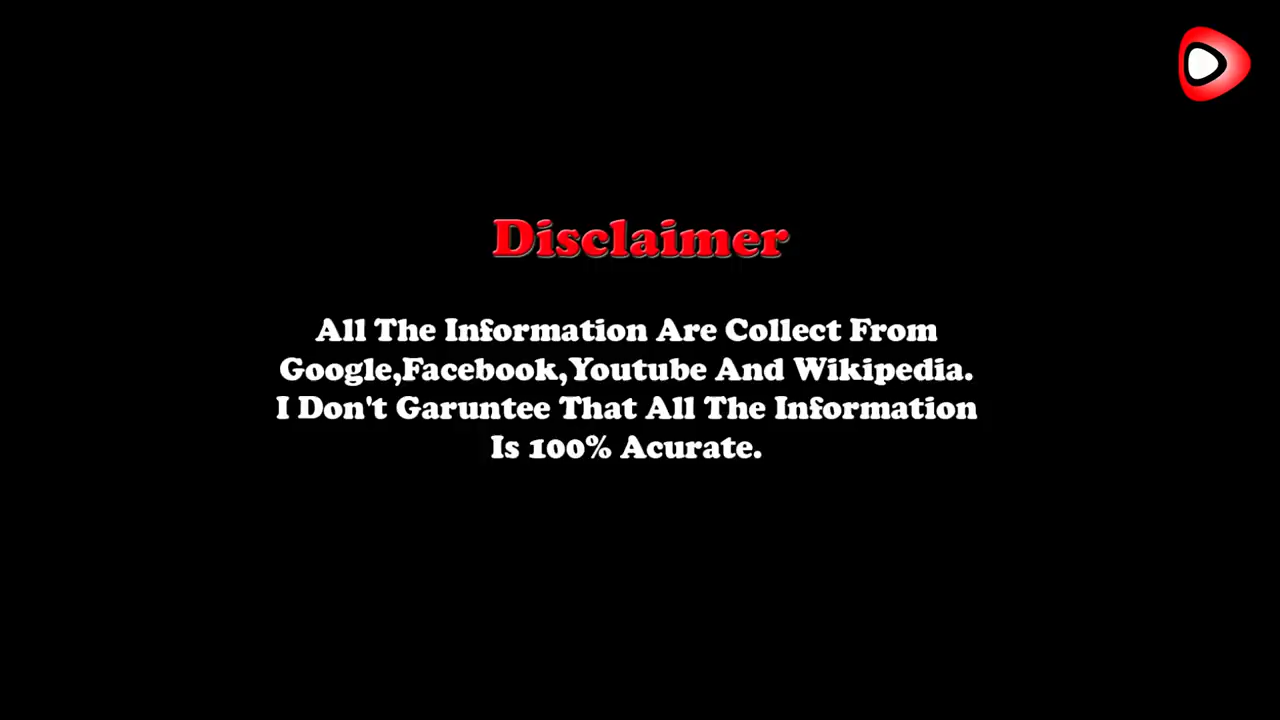 Disclaimer
All The Information Are Collect From
Google,Facebook,Youtube And Wikipedia.
I Don't Garuntee That All The Information
Is 100% Acurate.